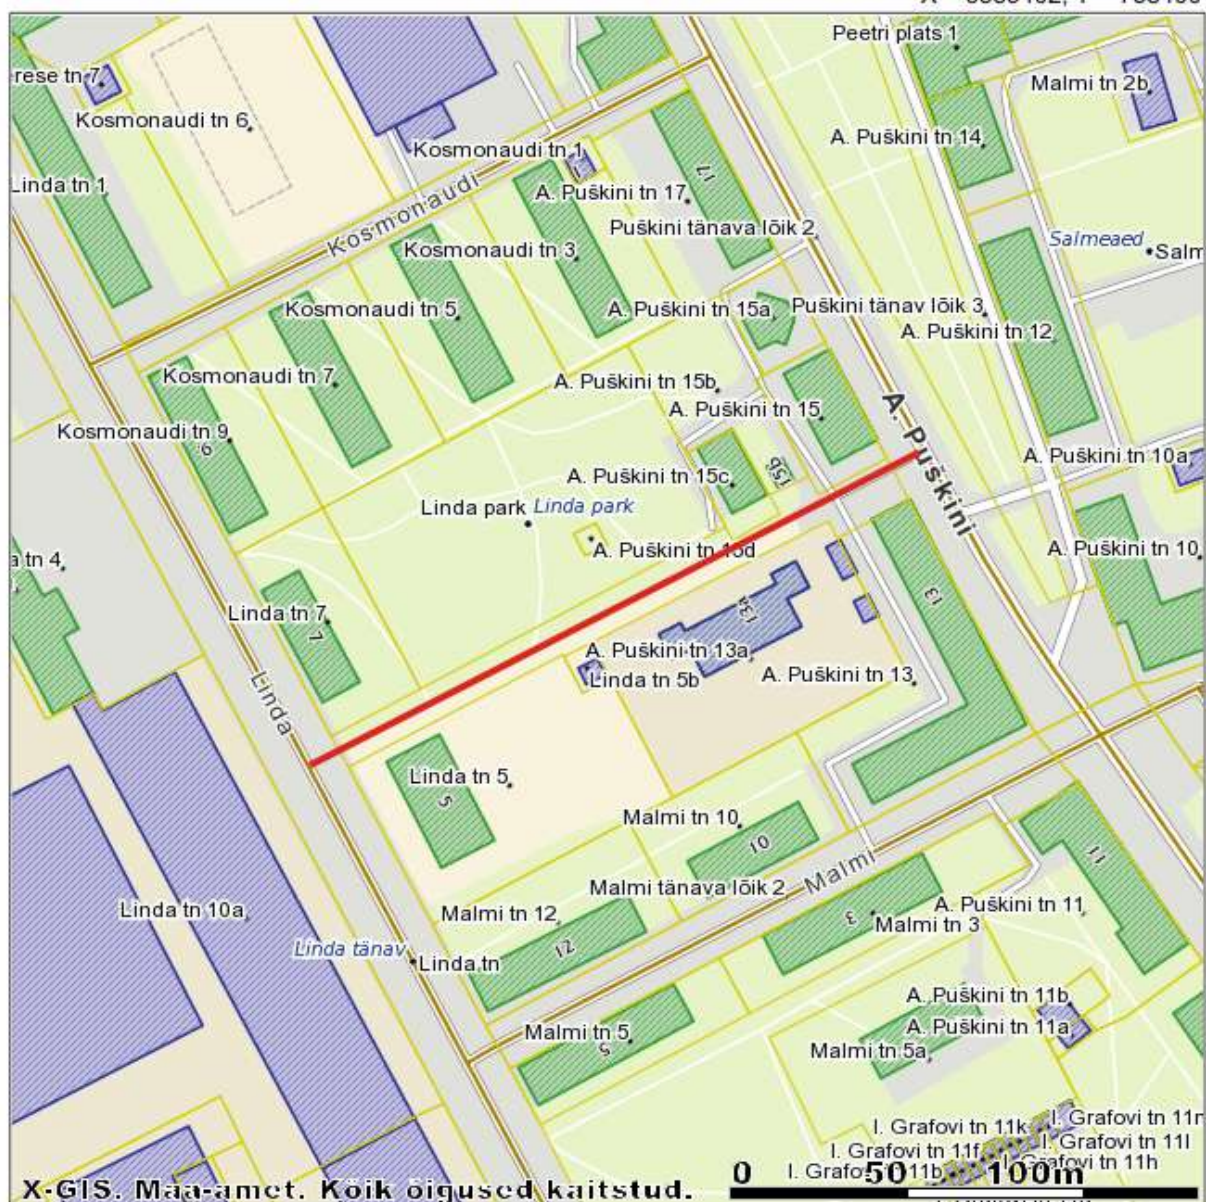 Peetri plats 1
rese tn 7
Malmi tn 2b
Kosmonaudi tn 6
A. Puškini tn 14
Kosmonaudi tn 1
17
Linda tn 1
A. Puškini tn 17
Kosmonaudi
Puškini tänava lõik 2
Kosmonaudi tn 3
Salmeaed
Salm
Kosmonaudi tn 5
A. Puškini tn 15a
Puškini tänav lõik 3
A. Puškini tn 12
Kosmonaudi tn 7
A. Puškini tn 15b
A. Puškini tn 15
Kosmonaudi tn 9
9
A. Puškini
A. Puškini tn 10a
A. Puškini tn 15c
15b
Linda park
Linda park
A. Puškini tn 15d
A. Puškini tn 10
a tn 4
Linda tn 7
7
13a
13
A. Puškini tn 13a
Linda tn 5b
A. Puškini tn 13
Linda
Linda tn 5
5
Malmi tn 10
10
11
Malmi
Malmi tänava lõik 2
Linda tn 10a
Malmi tn 12
12
3
Malmi tn 3
A. Puškini tn 11
Linda tänav
Linda tn
A. Puškini tn 11b
Malmi tn 5
5
A. Puškini tn 11a
Malmi tn 5a
I. Grafovi tn 11k
I. Grafovi tn 11f
I. Grafovi tn 11l
X-GIS. Maa-amet. Kõik õigused kaitstud.
0 50 100m